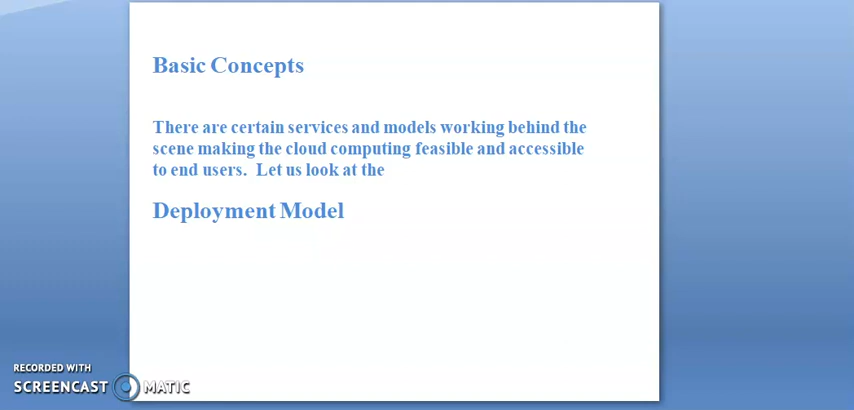 Basic Concepts
There are certain services and models working behind the
scene making the cloud computing feasible and accessible
to end users.  Let us look at the
Deployment Model
RECORDED WITH
SCREENCAST MATIC